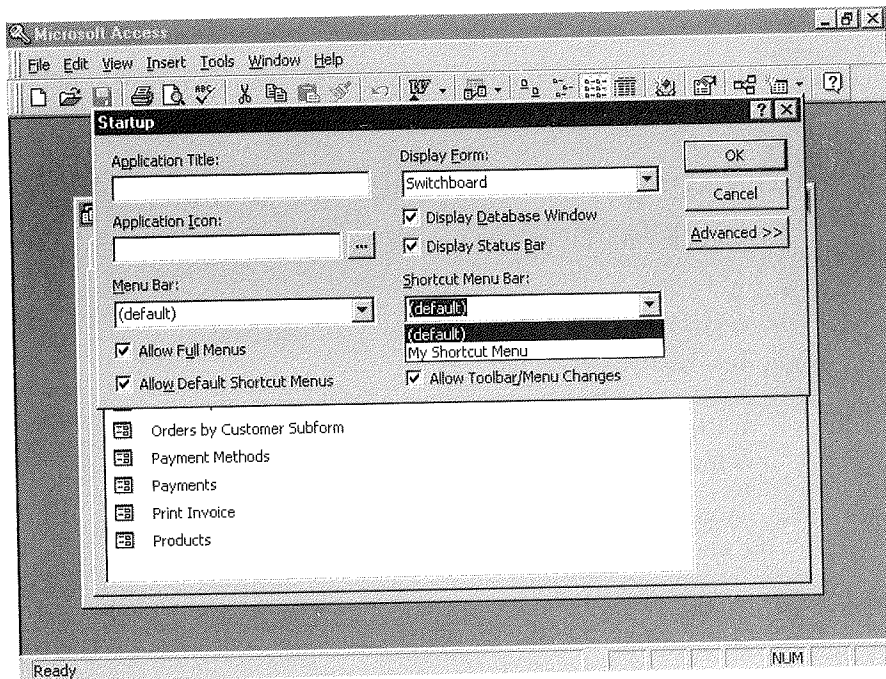 Microsoft Access
File Edit View Insert Tools Window Help
ABC
Startup
Application Title:
Display Form:
OK
Switchboard
Cancel
Application Icon:
Display Database Window
Advanced >>
...
Display Status Bar
Menu Bar:
Shortcut Menu Bar:
(default)
(default)
(default)
Allow Full Menus
My Shortcut Menu
Allow Default Shortcut Menus
Allow Toolbar/Menu Changes
Orders by Customer Subform
Payment Methods
Payments
Print Invoice
Products
Ready
NUM